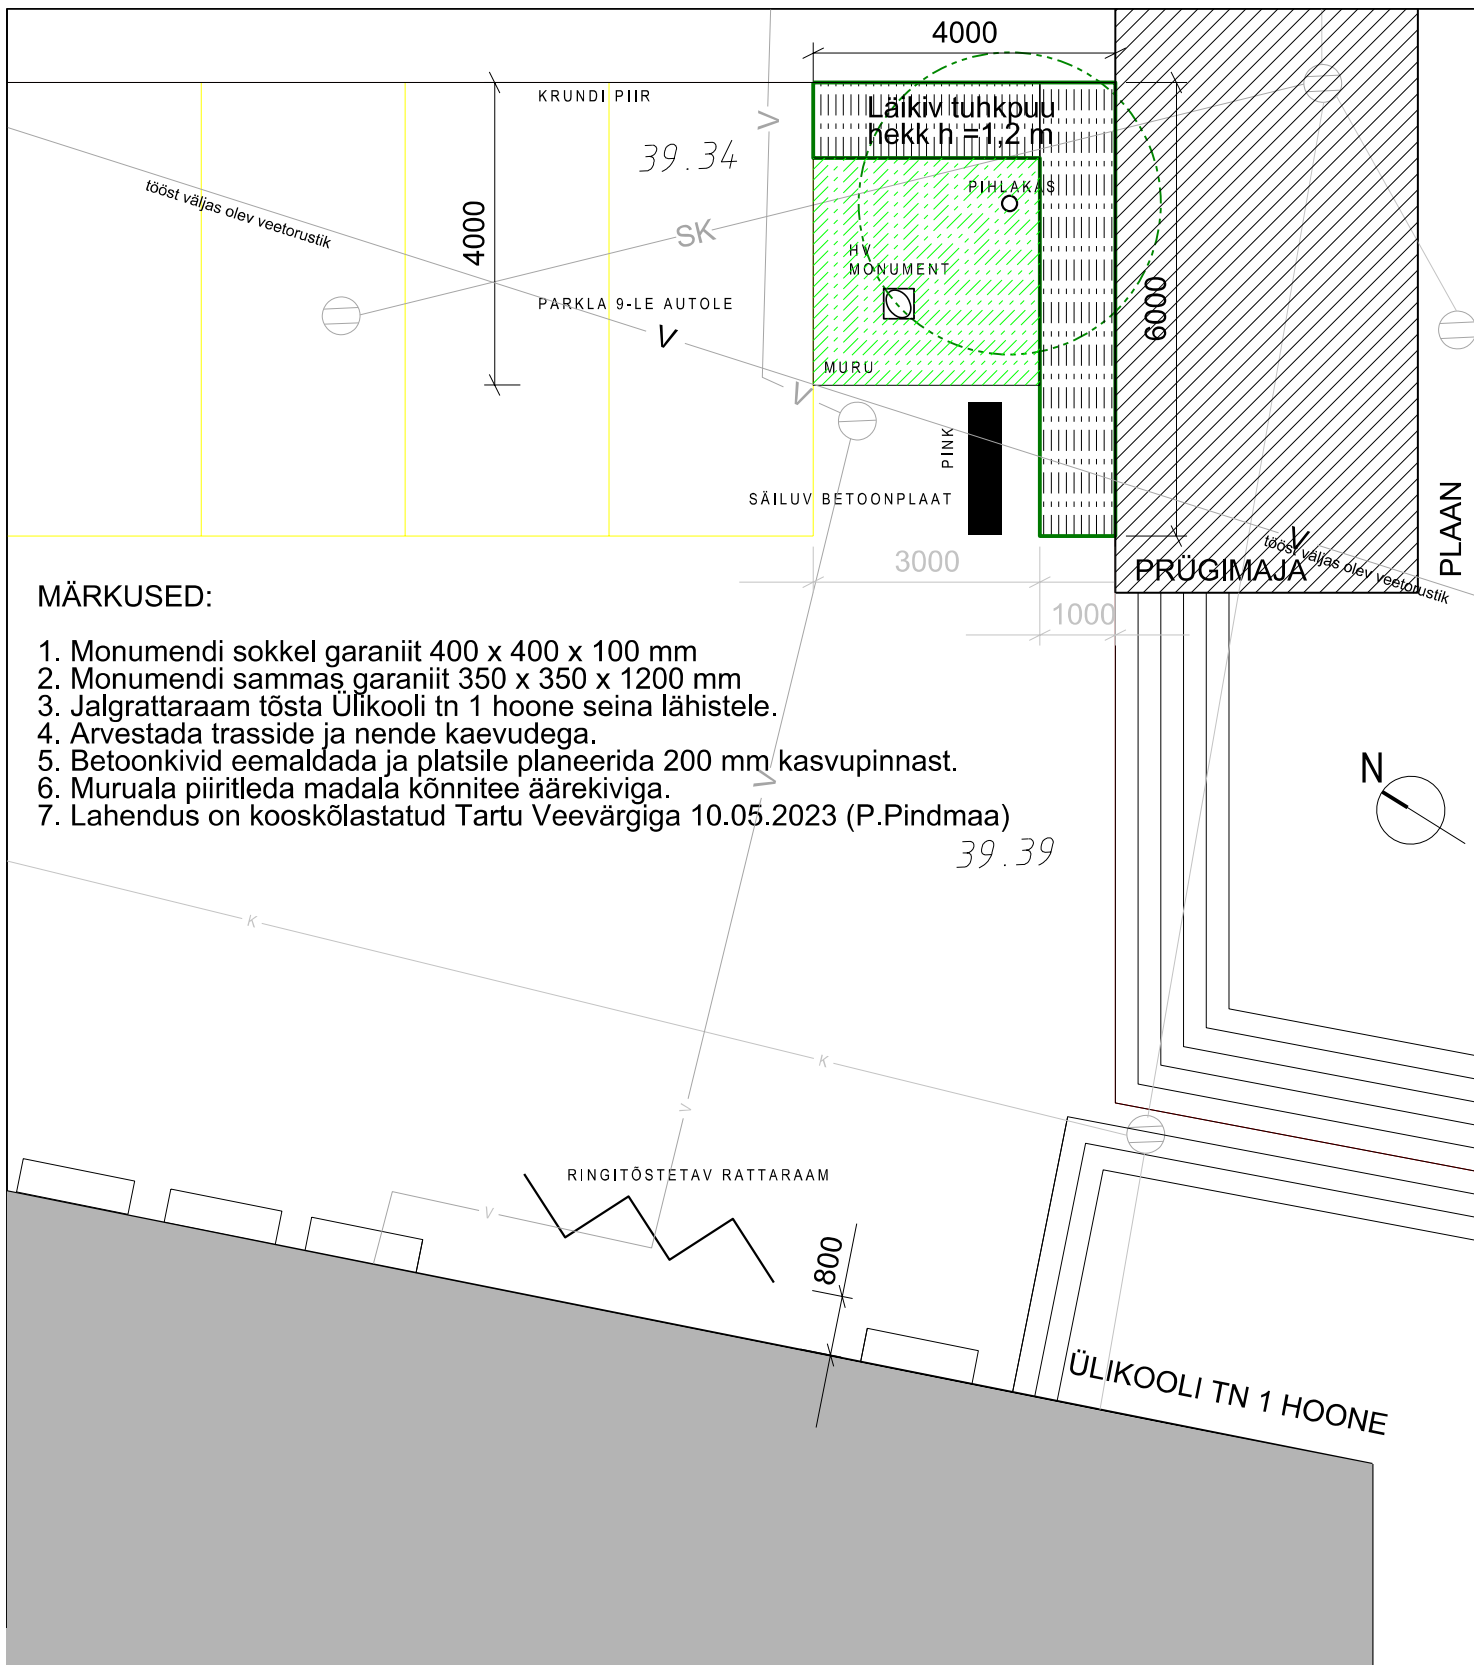 4000
KRUNDI PIIR
Läikiv tuhkpuu
hekk h =1,2 m
V
39.34
tööst väljas olev veetorustik
PIHLAKAS
SK
4000
HV
MONUMENT
6000
PARKLA 9-LE AUTOLE
V
MURU
V
PINK
SÄILUV BETOONPLAAT
PLAAN
V
tööst väljas olev veetorustik
PRÜGIMAJA
3000
1000
MÄRKUSED:
1. Monumendi sokkel garaniit 400 x 400 x 100 mm
2. Monumendi sammas garaniit 350 x 350 x 1200 mm
3. Jalgrattaraam tõsta Ülikooli tn 1 hoone seina lähistele.
4. Arvestada trasside ja nende kaevudega.
5. Betoonkivid eemaldada ja platsile planeerida 200 mm kasvupinnast.
6. Muruala piiritleda madala kõnnitee äärekiviga.
7. Lahendus on kooskõlastatud Tartu Veevärgiga 10.05.2023 (P.Pindmaa)
V
N
39.39
K
K
V
RINGITÕSTETAV RATTARAAM
V
800
ÜLIKOOLI TN 1 HOONE